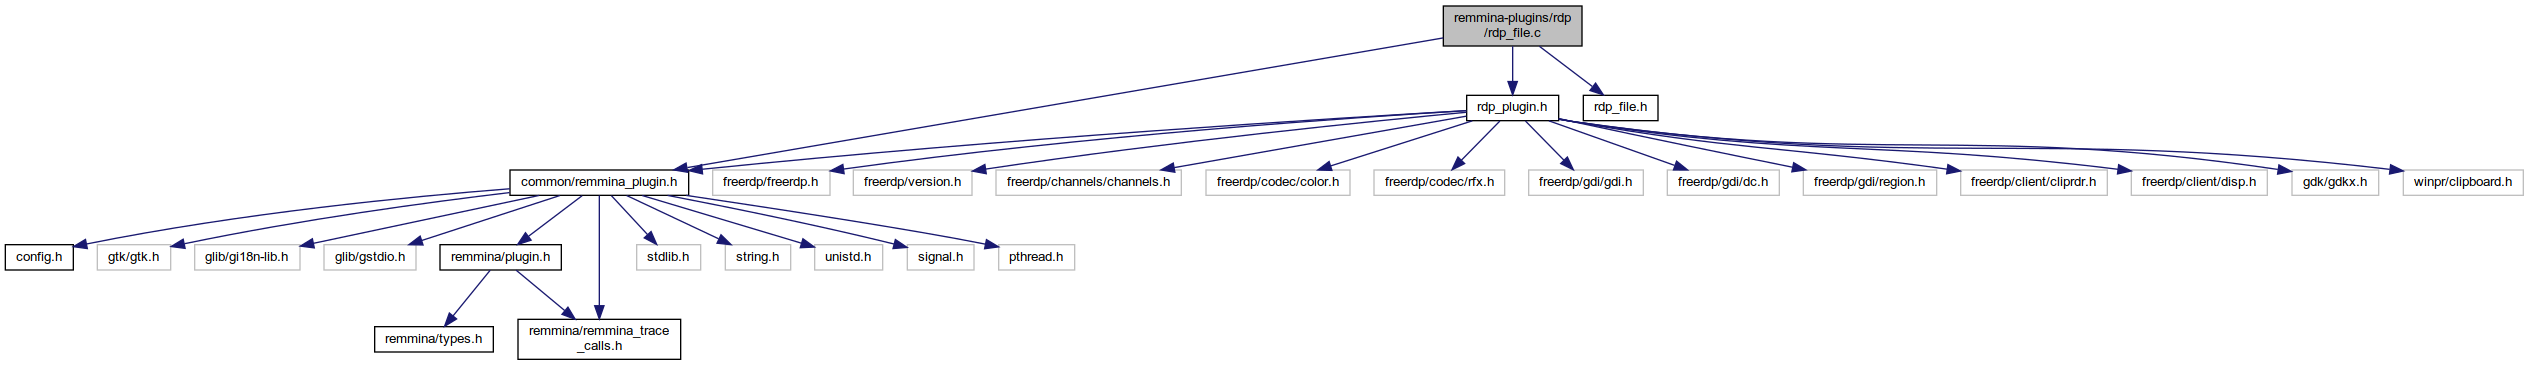 remmina-plugins/rdp
/rdp_file.c
rdp_plugin.h
rdp_file.h
common/remmina_plugin.h
freerdp/freerdp.h
freerdp/version.h
freerdp/channels/channels.h
freerdp/codec/color.h
freerdp/codec/rfx.h
freerdp/gdi/gdi.h
freerdp/gdi/dc.h
freerdp/gdi/region.h
freerdp/client/cliprdr.h
freerdp/client/disp.h
gdk/gdkx.h
winpr/clipboard.h
config.h
gtk/gtk.h
glib/gi18n-lib.h
glib/gstdio.h
remmina/plugin.h
stdlib.h
string.h
unistd.h
signal.h
pthread.h
remmina/types.h
remmina/remmina_trace
_calls.h